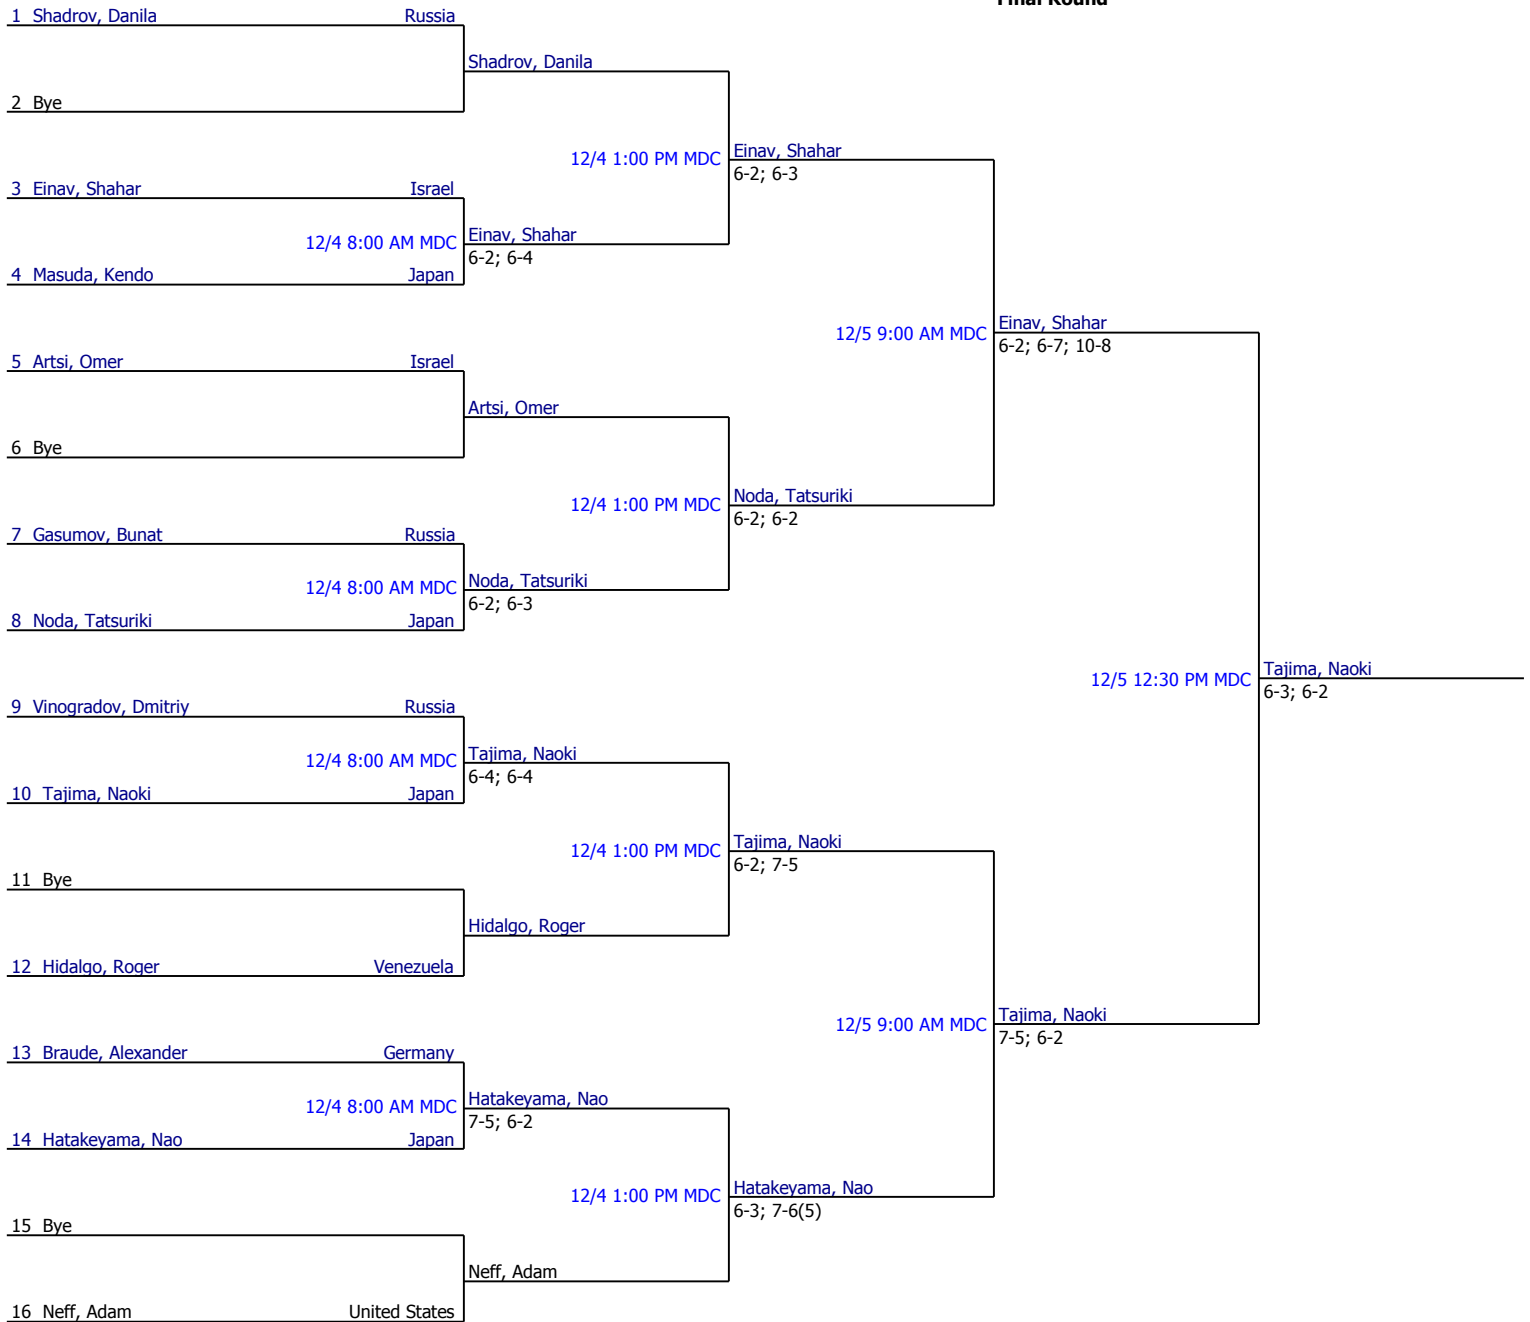 Final Round
1 Shadrov, Danila Russia
Shadrov, Danila
2 Bye
12/4 1:00 PM MDC Einav, Shahar
6-2; 6-3
3 Einav, Shahar Israel
12/4 8:00 AM MDC Einav, Shahar
6-2; 6-4
4 Masuda, Kendo Japan
12/5 9:00 AM MDC Einav, Shahar
6-2; 6-7; 10-8
5 Artsi, Omer Israel
Artsi, Omer
6 Bye
12/4 1:00 PM MDC Noda, Tatsuriki
6-2; 6-2
7 Gasumov, Bunat Russia
12/4 8:00 AM MDC Noda, Tatsuriki
6-2; 6-3
8 Noda, Tatsuriki Japan
12/5 12:30 PM MDC Tajima, Naoki
6-3; 6-2
9 Vinogradov, Dmitriy Russia
12/4 8:00 AM MDC Tajima, Naoki
6-4; 6-4
10 Tajima, Naoki Japan
12/4 1:00 PM MDC Tajima, Naoki
6-2; 7-5
11 Bye
Hidalgo, Roger
12 Hidalgo, Roger Venezuela
12/5 9:00 AM MDC Tajima, Naoki
7-5; 6-2
13 Braude, Alexander Germany
12/4 8:00 AM MDC Hatakeyama, Nao
7-5; 6-2
14 Hatakeyama, Nao Japan
12/4 1:00 PM MDC Hatakeyama, Nao
6-3; 7-6(5)
15 Bye
Neff, Adam
16 Neff, Adam United States